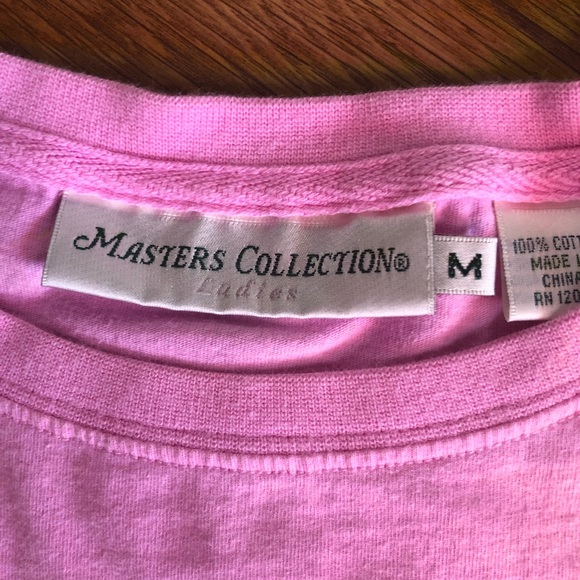 MASTERS COLLECTION®
Ladies
M
100% COTT
MADE I
CHINA
RN 120